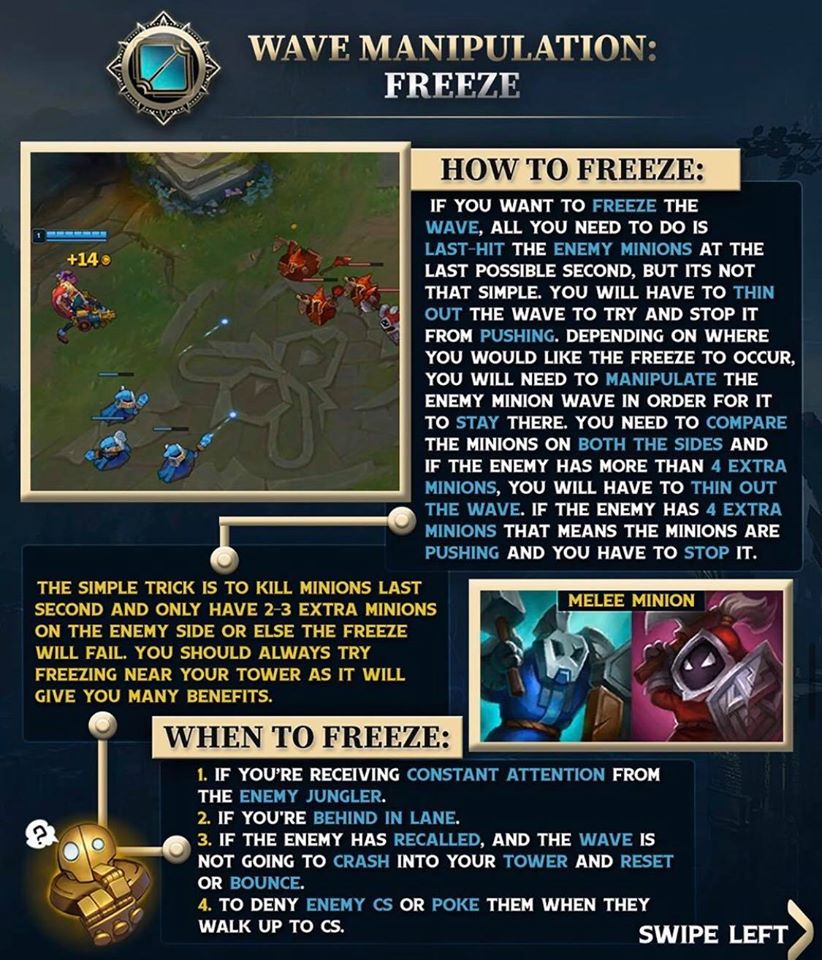 WAVE MANIPULATION:
FREEZE
1
+14
HOW TO FREEZE:
IF YOU WANT TO FREEZE THE
WAVE, ALL YOU NEED TO DO IS
LAST-HIT THE ENEMY MINIONS AT THE
LAST POSSIBLE SECOND, BUT ITS NOT
THAT SIMPLE. YOU WILL HAVE TO THIN
OUT THE WAVE TO TRY AND STOP IT
FROM PUSHING. DEPENDING ON WHERE
YOU WOULD LIKE THE FREEZE TO OCCUR,
YOU WILL NEED TO MANIPULATE THE
ENEMY MINION WAVE IN ORDER FOR IT
TO STAY THERE. YOU NEED TO COMPARE
THE MINIONS ON BOTH THE SIDES AND
IF THE ENEMY HAS MORE THAN 4 EXTRA
MINIONS, YOU WILL HAVE TO THIN OUT
THE WAVE. IF THE ENEMY HAS 4 EXTRA
MINIONS THAT MEANS THE MINIONS ARE
PUSHING AND YOU HAVE TO STOP IT.
THE SIMPLE TRICK IS TO KILL MINIONS LAST
SECOND AND ONLY HAVE 2-3 EXTRA MINIONS
ON THE ENEMY SIDE OR ELSE THE FREEZE
WILL FAIL. YOU SHOULD ALWAYS TRY
FREEZING NEAR YOUR TOWER AS IT WILL
GIVE YOU MANY BENEFITS.
MELEE MINION
WHEN TO FREEZE:
1. IF YOU'RE RECEIVING CONSTANT ATTENTION FROM
THE ENEMY JUNGLER.
2. IF YOU'RE BEHIND IN LANE.
3. IF THE ENEMY HAS RECALLED, AND THE WAVE IS
NOT GOING TO CRASH INTO YOUR TOWER AND RESET
OR BOUNCE.
4. TO DENY ENEMY CS OR POKE THEM WHEN THEY
WALK UP TO CS.
?
SWIPE LEFT